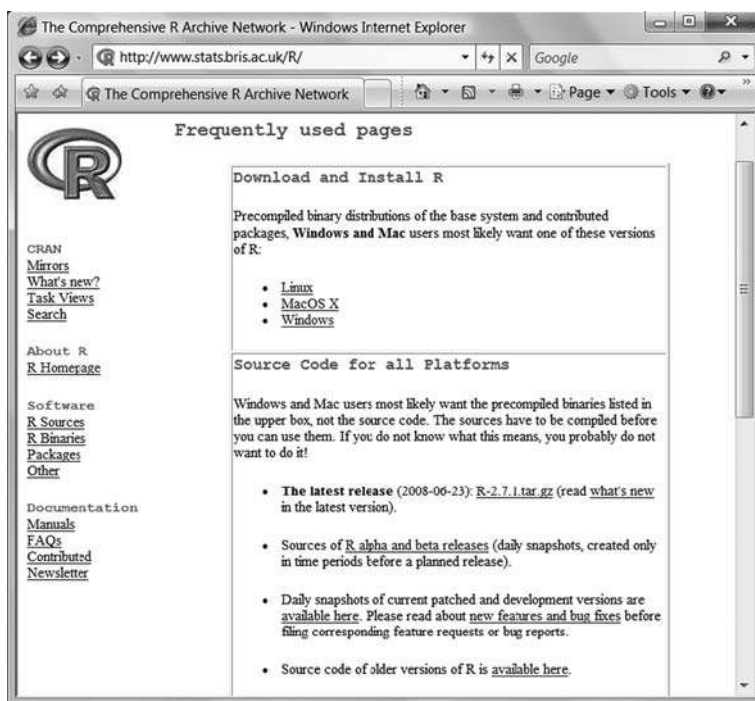 The Comprehensive R Archive Network - Windows Internet Explorer
http://www.stats.bris.ac.uk/R/
Google
The Comprehensive R Archive Network
Page
Tools
R
CRAN
Mirrors
What's new?
Task Views
Search
About R
R Homepage
Software
R Sources
R Binaries
Packages
Other
Documentation
Manuals
FAQs
Contributed
Newsletter
Frequently used pages
Download and Install R
Precompiled binary distributions of the base system and contributed
packages, Windows and Mac users most likely want one of these versions
of R:
• Linux
• MacOS X
• Windows
Source Code for all Platforms
Windows and Mac users most likely want the precompiled binaries listed in
the upper box, not the source code. The sources have to be compiled before
you can use them. If you do not know what this means, you probably do not
want to do it!
• The latest release (2008-06-23): R-2.7.1.tar.gz (read what's new
in the latest version).
• Sources of R alpha and beta releases (daily snapshots, created only
in time periods before a planned release).
• Daily snapshots of current patched and development versions are
available here. Please read about new features and bug fixes before
filing corresponding feature requests or bug reports.
• Source code of older versions of R is available here.